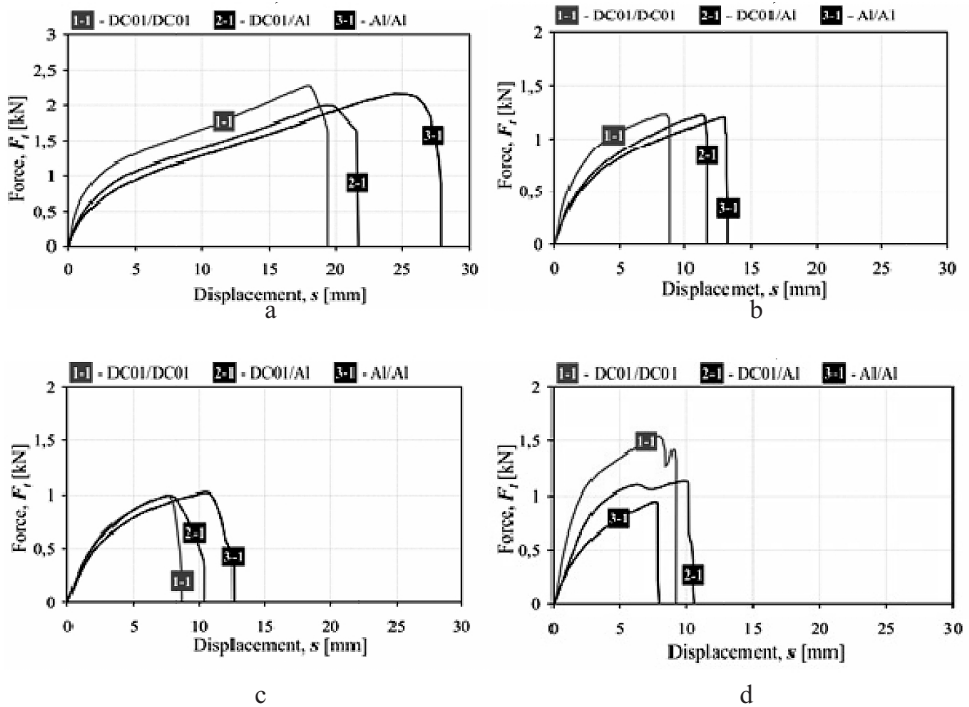 1-1 - DC01/DC01 2-1 - DC01/Al 3-1 - Al/Al
3
2,5
2
1,5
1
0,5
0
Force, Ft [kN]
1-1
2-1
3-1
0 5 10 15 20 25 30
Displacement, s [mm]
a
1-1 - DC01/DC01 2-1 - DC01/Al 3-1 - Al/Al
2
1,5
1
0,5
0
Force, Ft [kN]
1-1
2-1
3-1
0 5 10 15 20 25 30
Displacemet, s [mm]
b
1-1 - DC01/DC01 2-1 - DC01/Al 3-1 - Al/Al
2
1,5
1
0,5
0
Force, Ft [kN]
2-1
3-1
1-1
0 5 10 15 20 25 30
Displacement, s [mm]
c
1-1 - DC01/DC01 2-1 - DC01/Al 3-1 - Al/Al
2
1,5
1
0,5
0
Force, Ft [kN]
1-1
3-1
2-1
0 5 10 15 20 25 30
Displacement, s [mm]
d